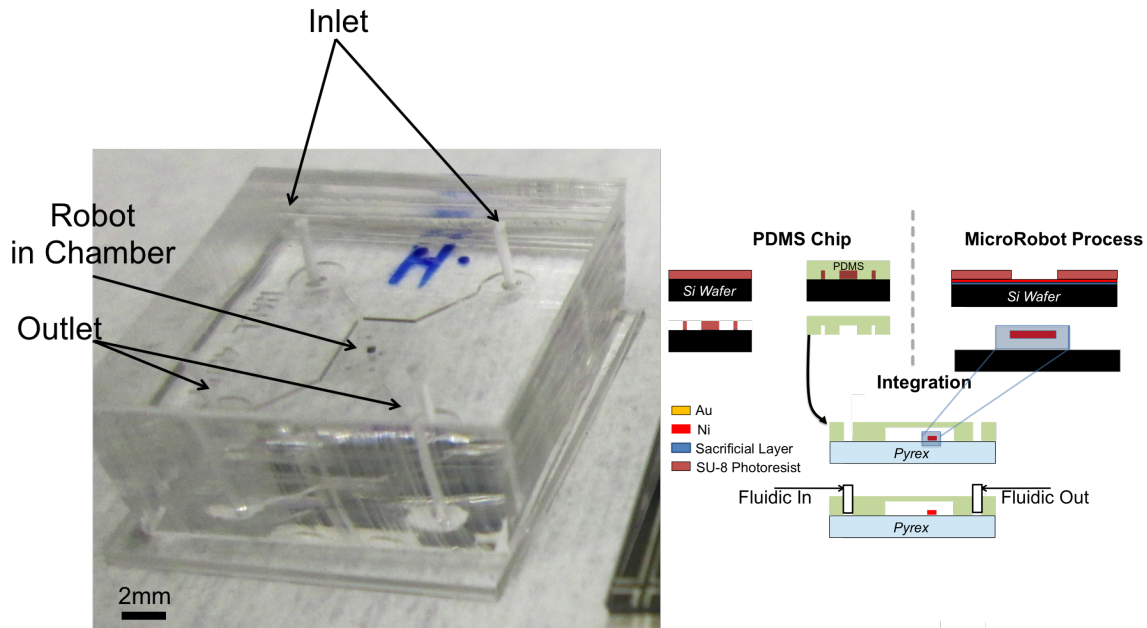 Inlet
Robot
in Chamber
Outlet
H.
2mm
PDMS Chip
MicroRobot Process
PDMS
Si Wafer
Si Wafer
Integration
Au
Ni
Sacrificial Layer
SU-8 Photoresist
Pyrex
Fluidic In
Fluidic Out
Pyrex